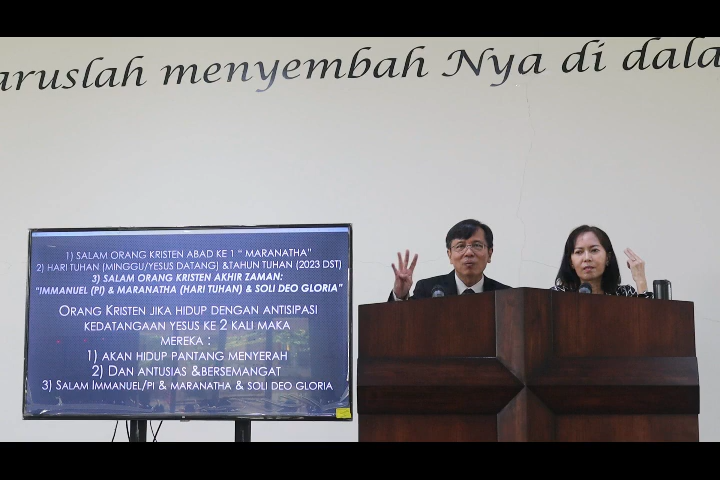 aruslah menyembah Nya di dala
1) SALAM ORANG KRISTEN ABAD KE 1 " MARANATHA"
2) HARI TUHAN (MINGGU/YESUS DATANG) &TAHUN TUHAN (2023 DST)
3) SALAM ORANG KRISTEN AKHIR ZAMAN:
"IMMANUEL (PI) & MARANATHA (HARI TUHAN) & SOLI DEO GLORIA"
ORANG KRISTEN JIKA HIDUP DENGAN ANTISIPASI
KEDATANGAAN YESUS KE 2 KALI MAKA
MEREKA :
1) AKAN HIDUP PANTANG MENYERAH
2) DAN ANTUSIAS &BERSEMANGAT
3) SALAM IMMANUEL/PI & MARANATHA & SOLI DEO GLORIA